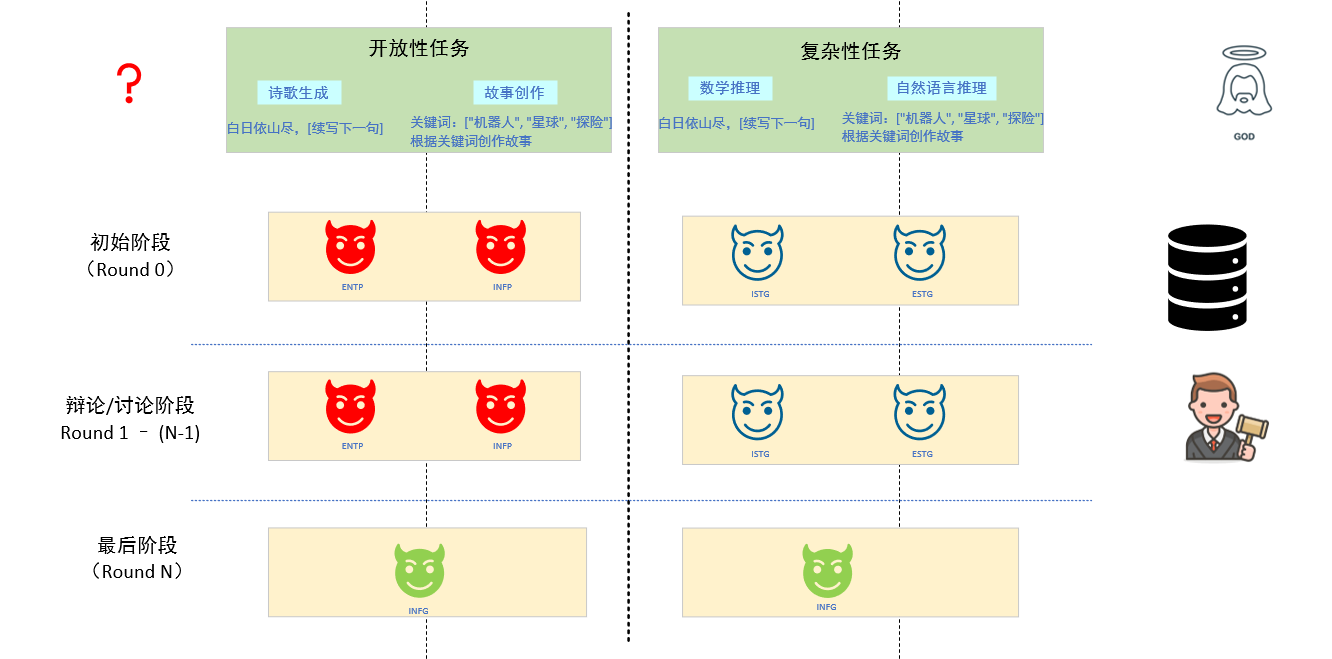 开放性任务
复杂性任务
诗歌生成
故事创作
数学推理
自然语言推理
白日依山尽，[续写下一句]
关键词：["机器人", "星球", "探险"]
根据关键词创作故事
白日依山尽，[续写下一句]
关键词：["机器人", "星球", "探险"]
根据关键词创作故事
GOD
初始阶段
（Round 0）
ENTP
INFP
ISTG
ESTG
辩论/讨论阶段
Round 1 – (N-1)
ENTP
INFP
ISTG
ESTG
最后阶段
（Round N）
INFG
INFG